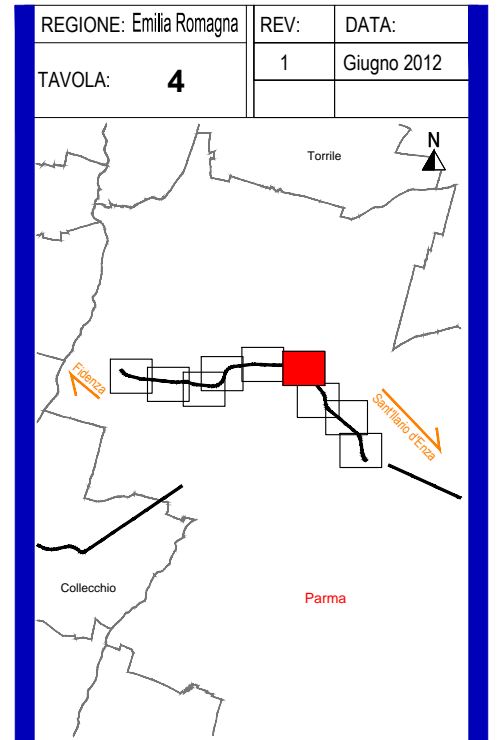 REGIONE: Emilia Romagna REV: DATA:
1 Giugno 2012
TAVOLA: 4
N
Torrile
Fidenza
Sant'Ilario d'Enza
Collecchio
Parma